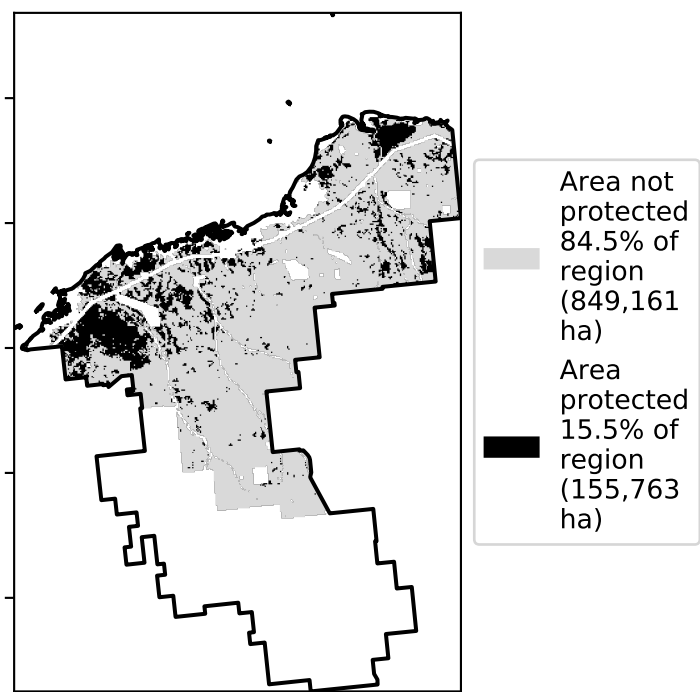 Area not
protected
84.5% of
region
(849,161
ha)
Area
protected
15.5% of
region
(155,763
ha)